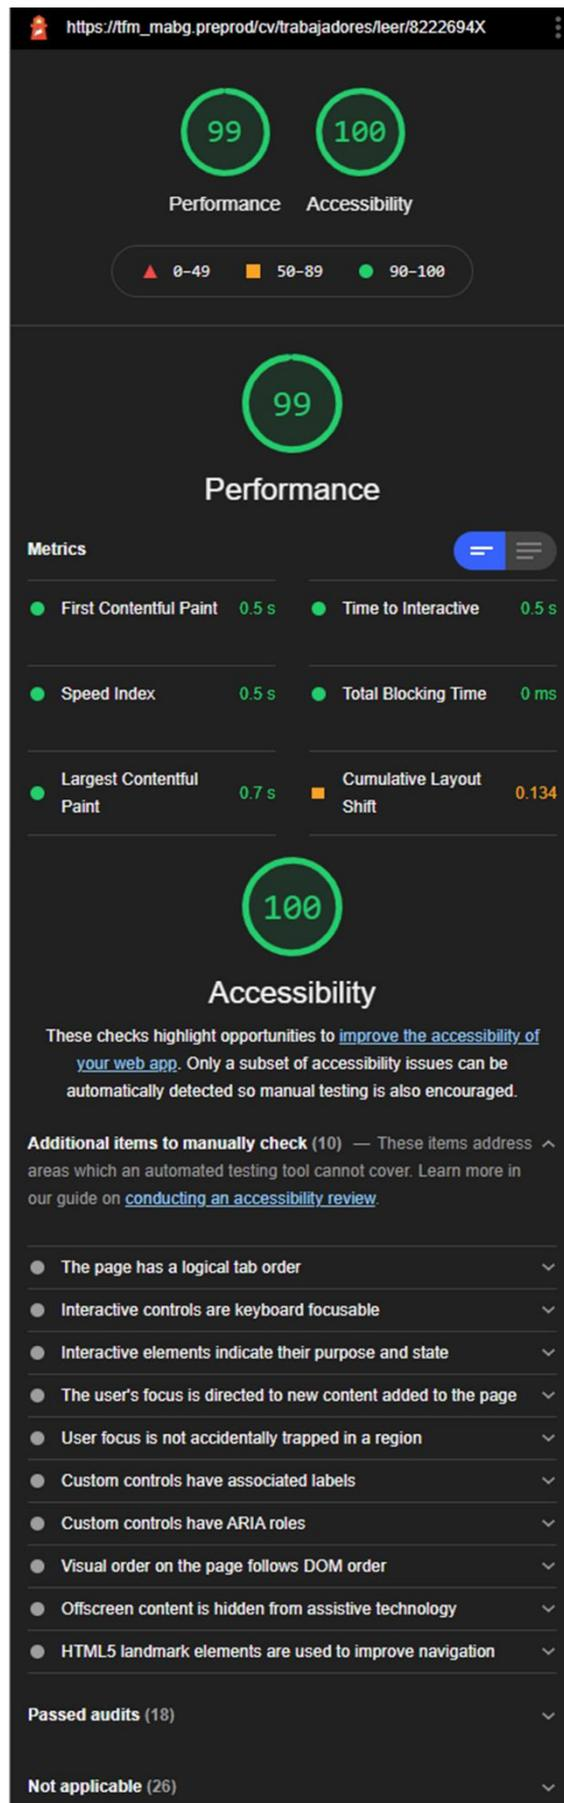 https://tfm_mabg.preprod/cv/trabajadores/leer/8222694X
99 100
Performance Accessibility
0–49 50–89 90–100
99
Performance
Metrics
First Contentful Paint 0.5 s
Time to Interactive 0.5 s
Speed Index 0.5 s
Total Blocking Time 0 ms
Largest Contentful
Paint 0.7 s
Cumulative Layout
Shift 0.134
100
Accessibility
These checks highlight opportunities to improve the accessibility of
your web app. Only a subset of accessibility issues can be
automatically detected so manual testing is also encouraged.
Additional items to manually check (10) — These items address
areas which an automated testing tool cannot cover. Learn more in
our guide on conducting an accessibility review.
The page has a logical tab order
Interactive controls are keyboard focusable
Interactive elements indicate their purpose and state
The user's focus is directed to new content added to the page
User focus is not accidentally trapped in a region
Custom controls have associated labels
Custom controls have ARIA roles
Visual order on the page follows DOM order
Offscreen content is hidden from assistive technology
HTML5 landmark elements are used to improve navigation
Passed audits (18)
Not applicable (26)